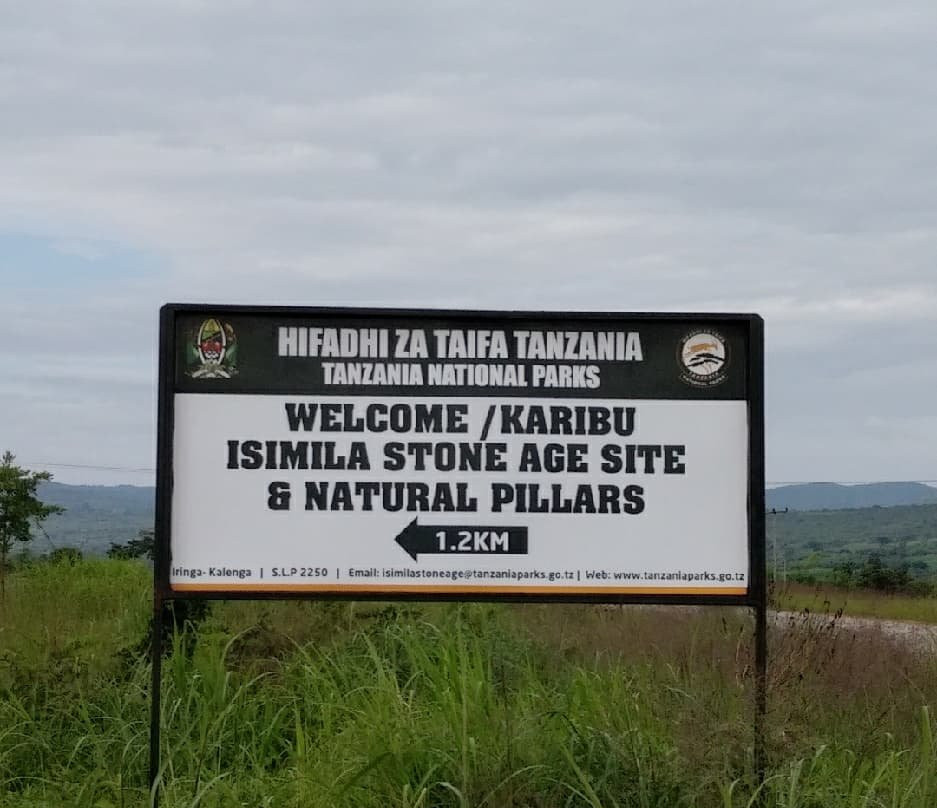 HIFADHI ZA TAIFA TANZANIA
TANZANIA NATIONAL PARKS
WELCOME /KARIBU
ISIMILA STONE AGE SITE
& NATURAL PILLARS
1.2KM
Iringa- Kalenga | S.L.P 2250 | Email: isimilastoneage@tanzaniaparks.go.tz | Web: www.tanzaniaparks.go.tz